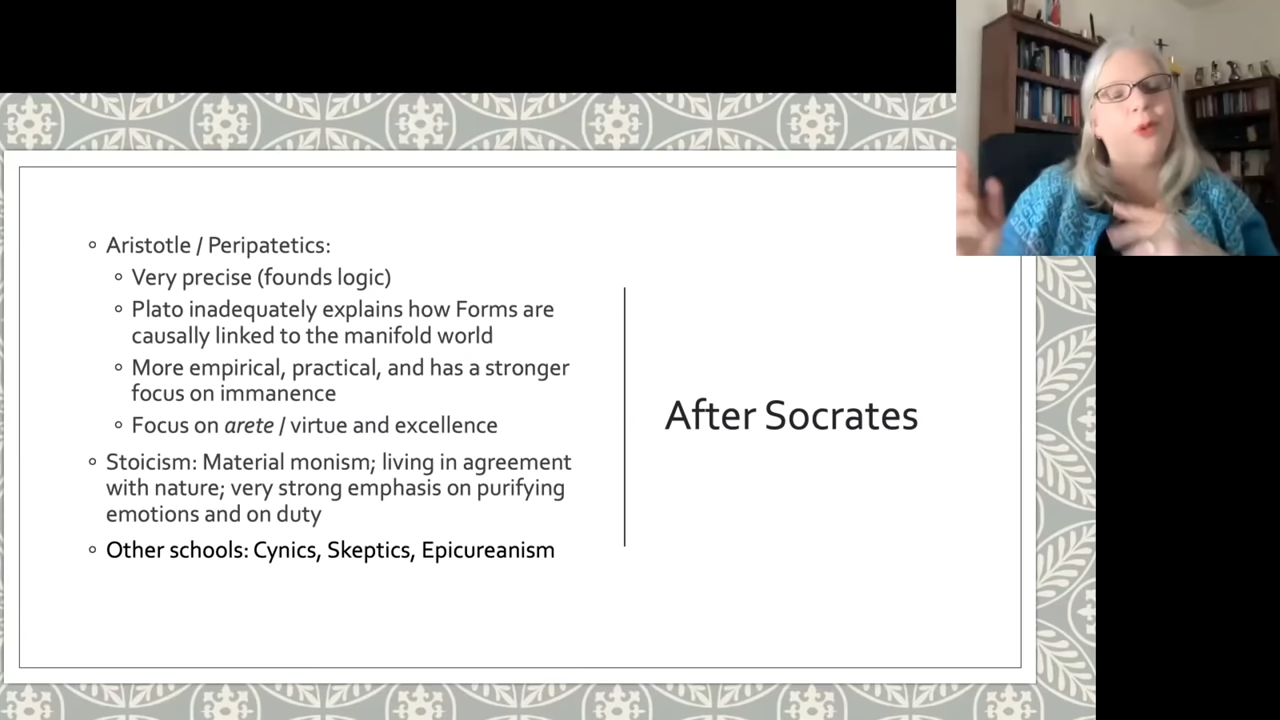 ◦ Aristotle / Peripatetics:
◦ Very precise (founds logic)
◦ Plato inadequately explains how Forms are
causally linked to the manifold world
◦ More empirical, practical, and has a stronger
focus on immanence
◦ Focus on arete / virtue and excellence
◦ Stoicism: Material monism; living in agreement
with nature; very strong emphasis on purifying
emotions and on duty
◦ Other schools: Cynics, Skeptics, Epicureanism
After Socrates